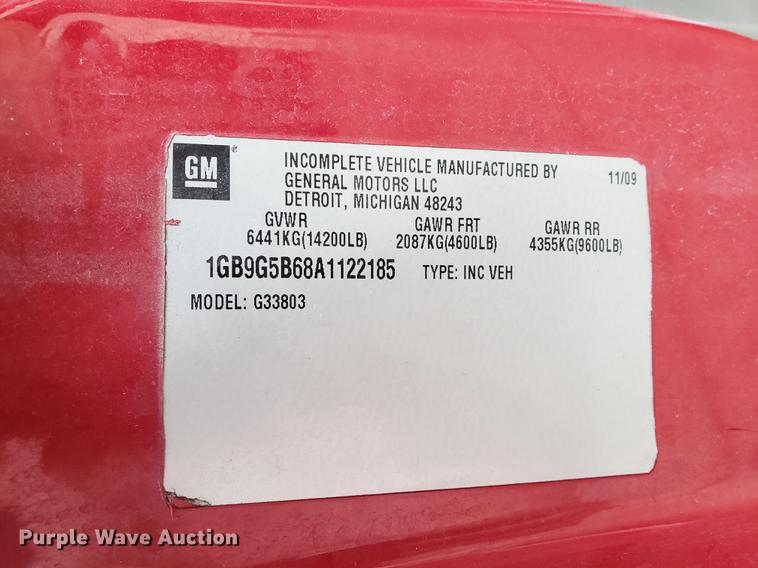 GM ®
INCOMPLETE VEHICLE MANUFACTURED BY
GENERAL MOTORS LLC
DETROIT, MICHIGAN 48243
11/09
GVWR GAWR FRT GAWR RR
6441KG(14200LB) 2087KG(4600LB) 4355KG(9600LB)
1GB9G5B68A1122185 TYPE: INC VEH
MODEL: G33803
Purple Wave Auction